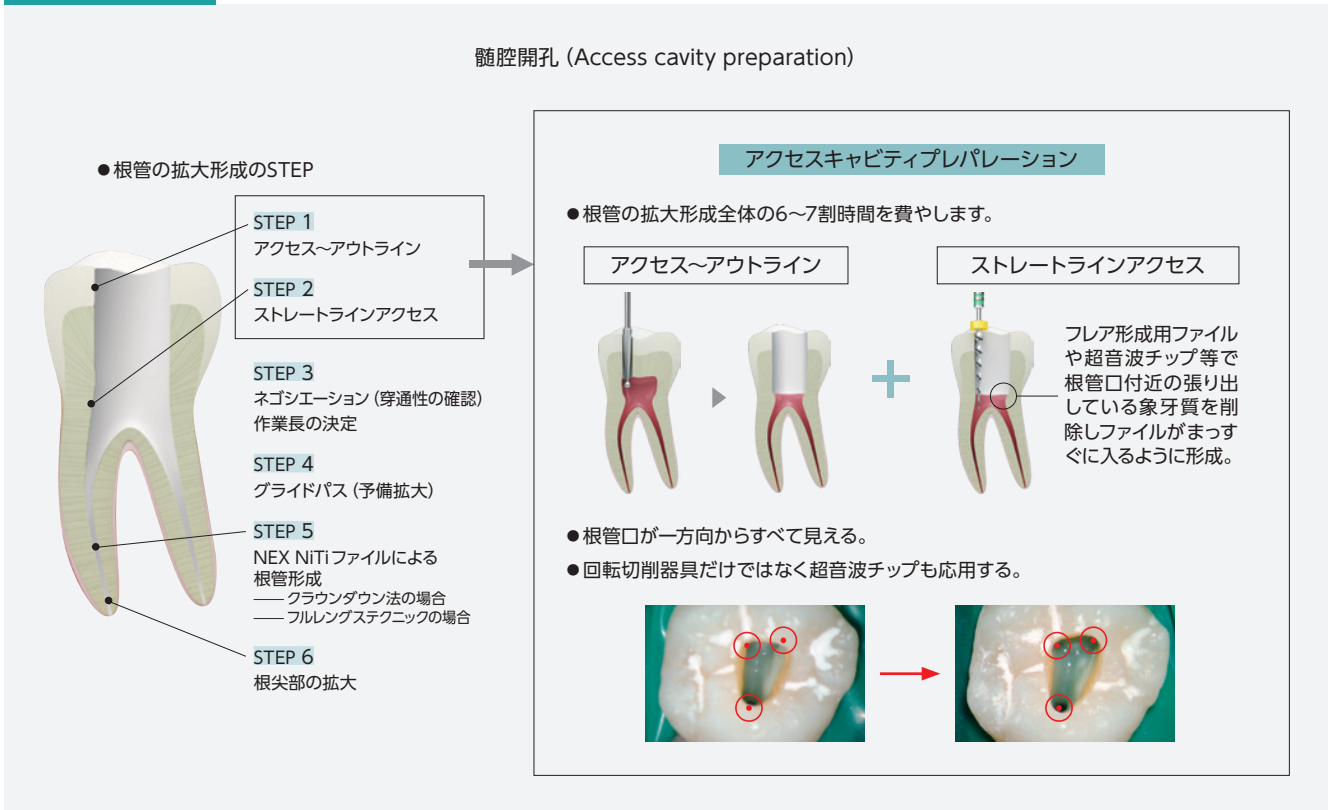 髄腔開孔 (Access cavity preparation)
●根管の拡大形成のSTEP
STEP 1
アクセス〜アウトライン
STEP 2
ストレートラインアクセス
STEP 3
ネゴシエーション（穿通性の確認）
作業長の決定
STEP 4
グライドパス（予備拡大）
STEP 5
NEX NiTiファイルによる
根管形成
―― クラウンダウン法の場合
―― フルレングステクニックの場合
STEP 6
根尖部の拡大
アクセスキャビティプレパレーション
●根管の拡大形成全体の6〜7割時間を費やします。
アクセス〜アウトライン
ストレートラインアクセス
フレア形成用ファイル
や超音波チップ等で
根管口付近の張り出
している象牙質を削
除しファイルがまっす
ぐに入るように形成。
●根管口が一方向からすべて見える。
●回転切削器具だけではなく超音波チップも応用する。